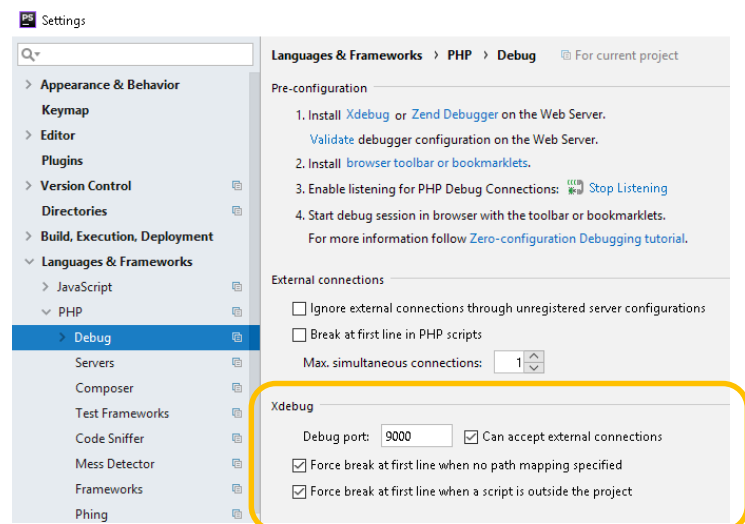 PS Settings
Appearance & Behavior
Keymap
Editor
Plugins
Version Control
Directories
Build, Execution, Deployment
Languages & Frameworks
JavaScript
PHP
Debug
Servers
Composer
Test Frameworks
Code Sniffer
Mess Detector
Frameworks
Phing
Languages & Frameworks > PHP > Debug For current project
Pre-configuration
1. Install Xdebug or Zend Debugger on the Web Server.
Validate debugger configuration on the Web Server.
2. Install browser toolbar or bookmarklets.
3. Enable listening for PHP Debug Connections: Stop Listening
4. Start debug session in browser with the toolbar or bookmarklets.
For more information follow Zero-configuration Debugging tutorial.
External connections
Ignore external connections through unregistered server configurations
Break at first line in PHP scripts
Max. simultaneous connections: 1
Xdebug
Debug port: 9000 Can accept external connections
Force break at first line when no path mapping specified
Force break at first line when a script is outside the project